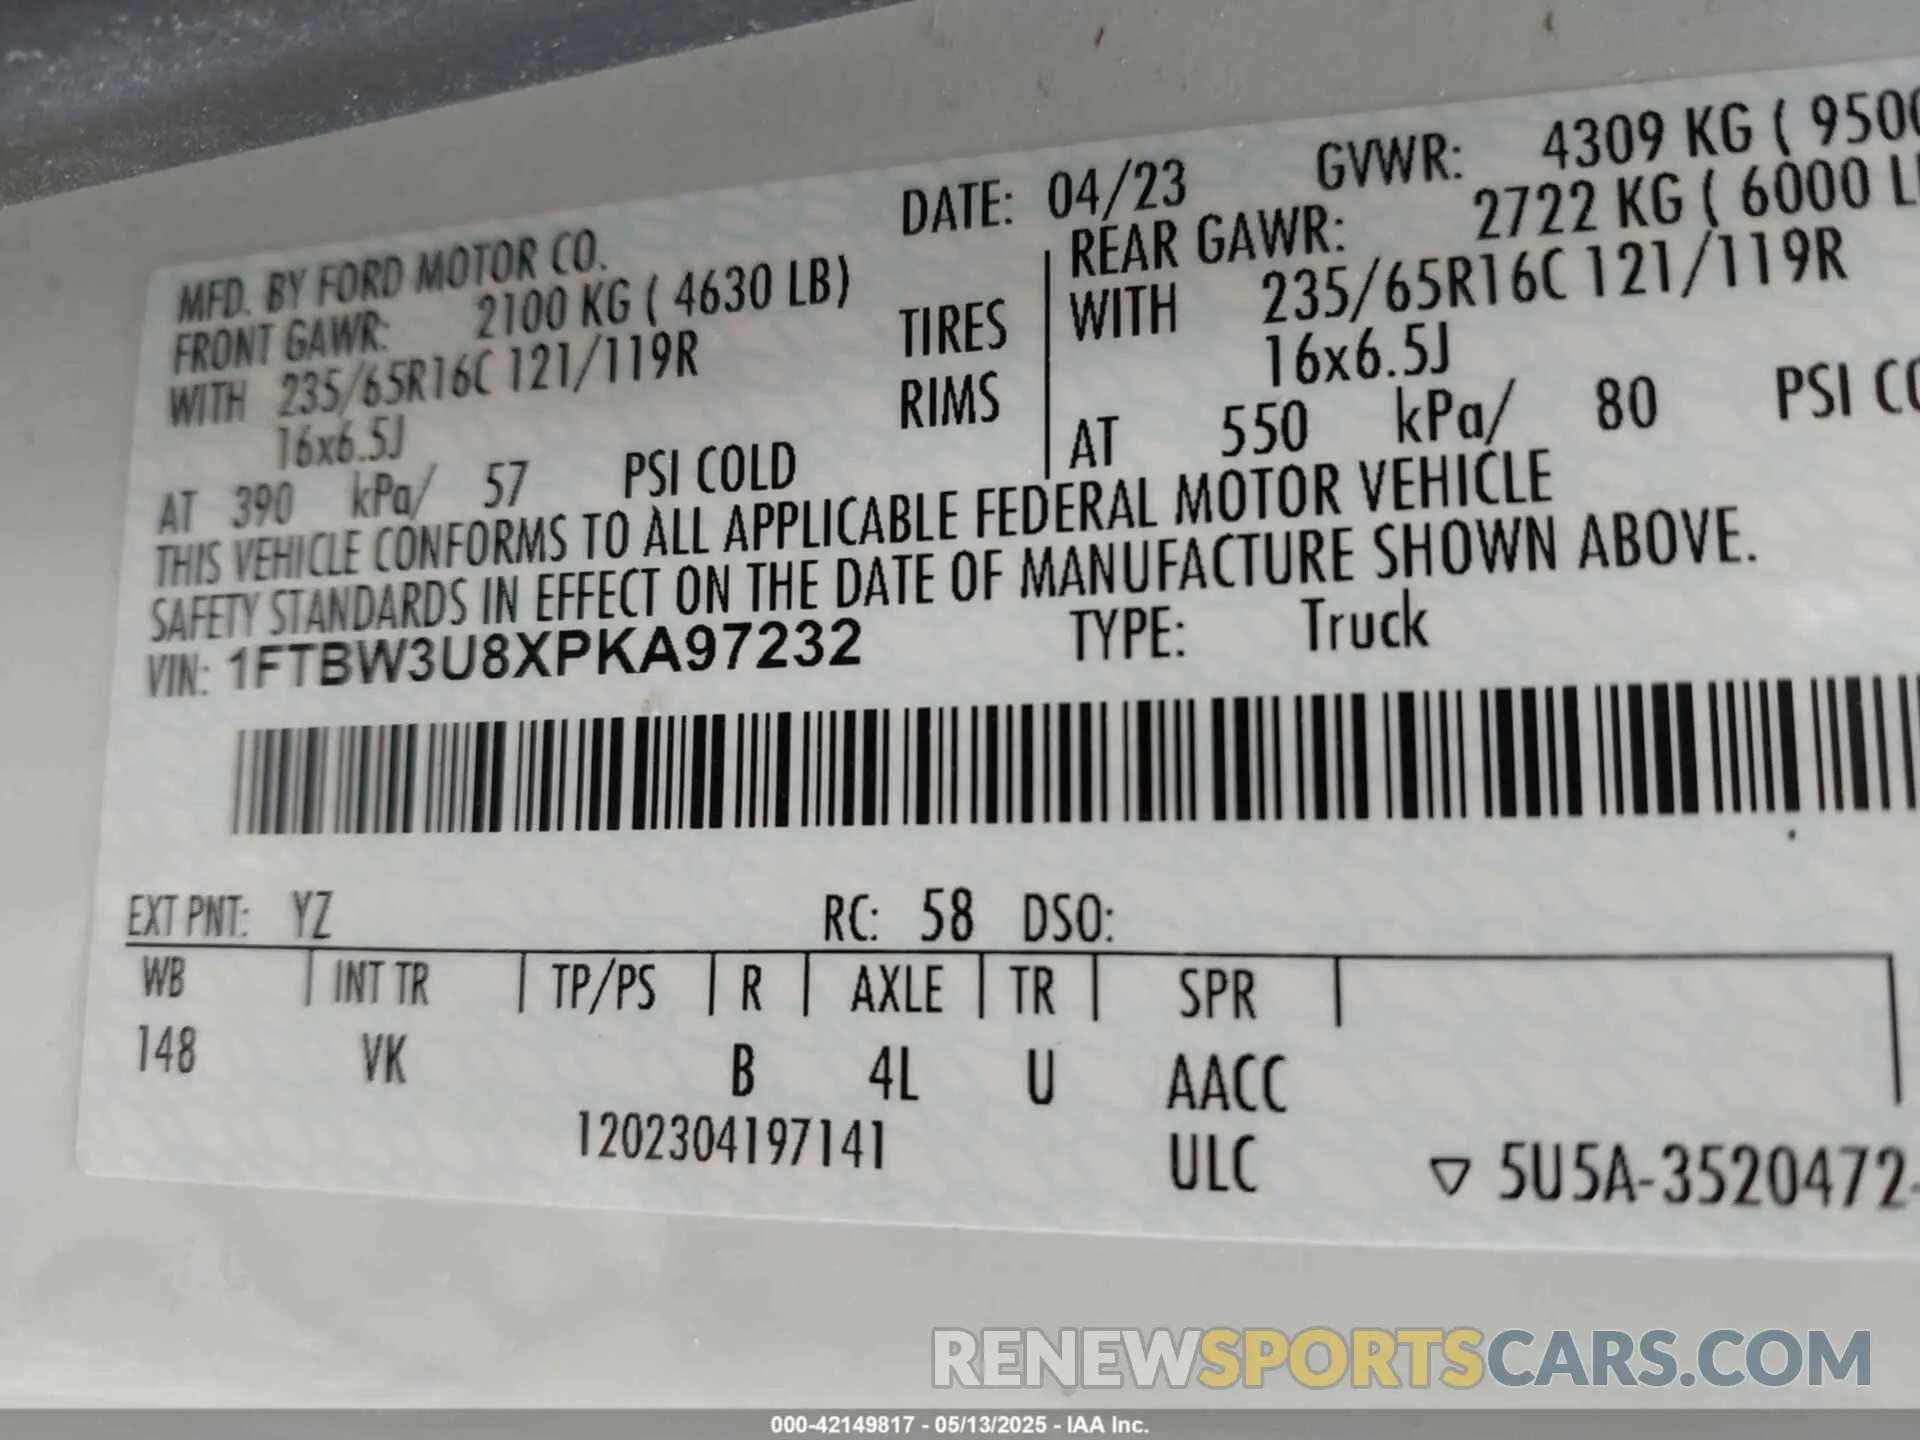 MFD. BY FORD MOTOR CO.
DATE: 04/23
GVWR: 4309 KG ( 950
FRONT GAWR: 2100 KG ( 4630 LB)
REAR GAWR: 2722 KG ( 6000 L
WITH 235/65R16C 121/119R
TIRES
WITH 235/65R16C 121/119R
16x6.5J
RIMS
16x6.5J
AT 390 kPa/ 57 PSI COLD
AT 550 kPa/ 80 PSI CO
THIS VEHICLE CONFORMS TO ALL APPLICABLE FEDERAL MOTOR VEHICLE
SAFETY STANDARDS IN EFFECT ON THE DATE OF MANUFACTURE SHOWN ABOVE.
VIN: 1FTBW3U8XPKA97232
TYPE: Truck
EXT PNT: YZ RC: 58 DSO:
WB INT TR TP/PS R AXLE TR SPR
148 VK B 4L U AACC
1202304197141 ULC ▽ 5U5A-3520472-
RENEWSPORTSCARS.COM
000-42149817 - 05/13/2025 - IAA Inc.